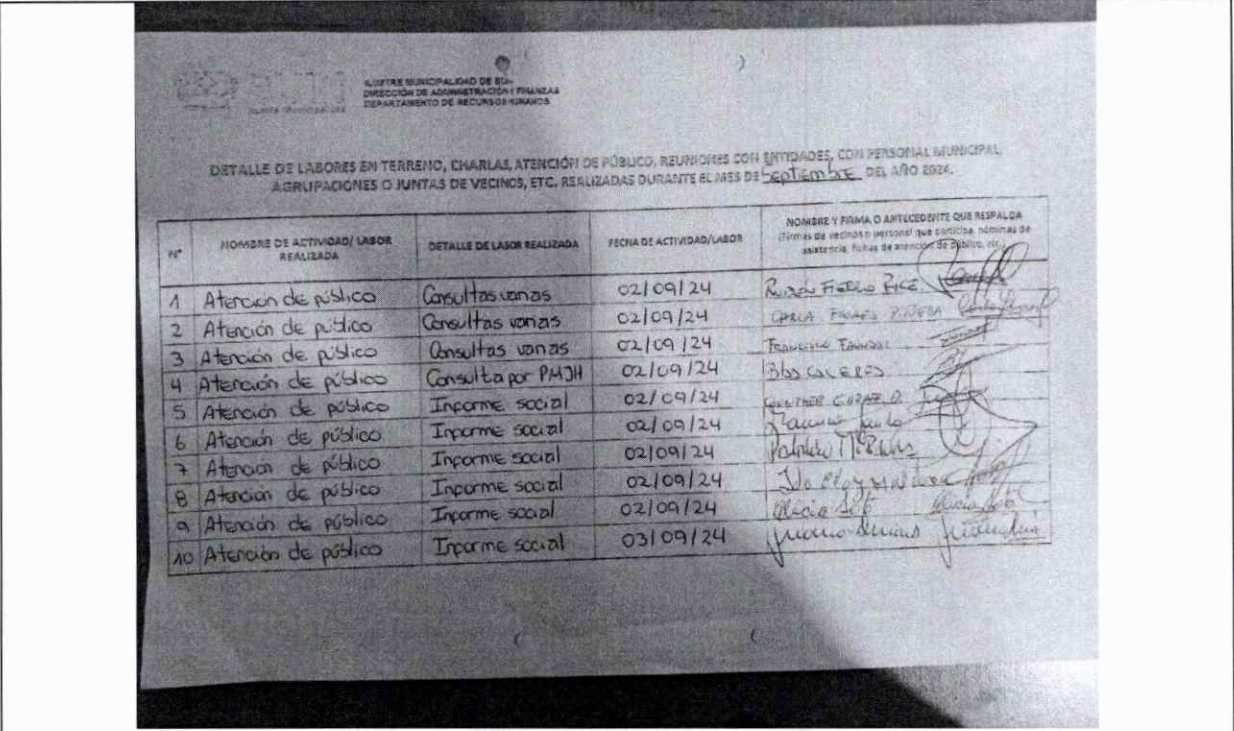 BUIN
ILUSTRE MUNICIPALIDAD
ILUSTRE MUNICIPALIDAD DE BUIN
DIRECCIÓN DE ADMINISTRACIÓN Y FINANZAS
DEPARTAMENTO DE RECURSOS HUMANOS
DETALLE DE LABORES EN TERRENO, CHARLAS, ATENCIÓN DE PÚBLICO, REUNIONES CON ENTIDADES, CON PERSONAL MUNICIPAL,
AGRUPACIONES O JUNTAS DE VECINOS, ETC, REALIZADAS DURANTE EL MES DE Septiembre DEL AÑO 2024.
N° NOMBRE DE ACTIVIDAD/ LABOR REALIZADA DETALLE DE LABOR REALIZADA FECHA DE ACTIVIDAD/LABOR NOMBRE Y FIRMA O ANTECEDENTE QUE RESPALDA (Firmas de vecinos o personal que participa, nóminas de asistencia, fichas de atención de público, etc.)
1 Atención de público Consultas varias 02/09/24
2 Atención de público Consultas varias 02/09/24 CARLA
3 Atención de público Consultas varias 02/09/24 FRANCISCO
4 Atención de público Consulta por PMJH 02/09/24 CACERES
5 Atención de público Informe social 02/09/24
6 Atención de público Informe social 02/09/24
7 Atención de público Informe social 02/09/24
8 Atención de público Informe social 02/09/24
9 Atención de público Informe social 02/09/24 Alicia
10 Atención de público Informe social 03/09/24